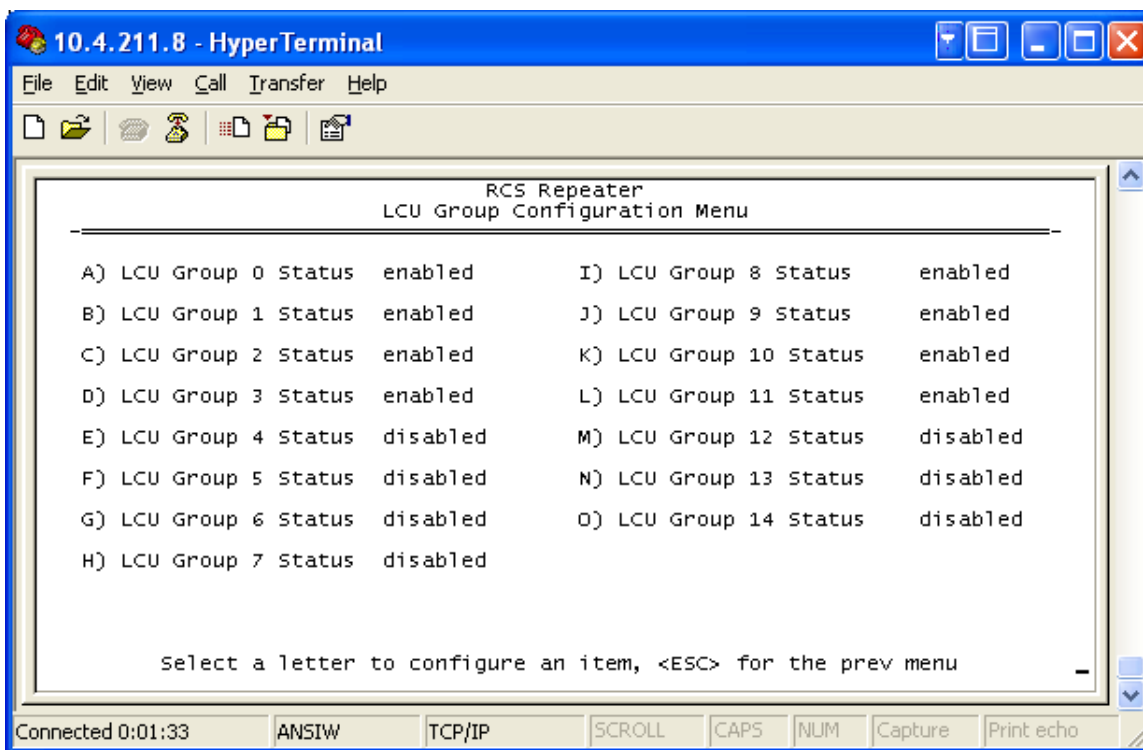 10.4.211.8 - HyperTerminal
File Edit View Call Transfer Help
RCS Repeater
LCU Group Configuration Menu
A) LCU Group 0 Status enabled I) LCU Group 8 Status enabled
B) LCU Group 1 Status enabled J) LCU Group 9 Status enabled
C) LCU Group 2 Status enabled K) LCU Group 10 Status enabled
D) LCU Group 3 Status enabled L) LCU Group 11 Status enabled
E) LCU Group 4 Status disabled M) LCU Group 12 Status disabled
F) LCU Group 5 Status disabled N) LCU Group 13 Status disabled
G) LCU Group 6 Status disabled O) LCU Group 14 Status disabled
H) LCU Group 7 Status disabled
Select a letter to configure an item, <ESC> for the prev menu
Connected 0:01:33 ANSIW TCP/IP SCROLL CAPS NUM Capture Print echo